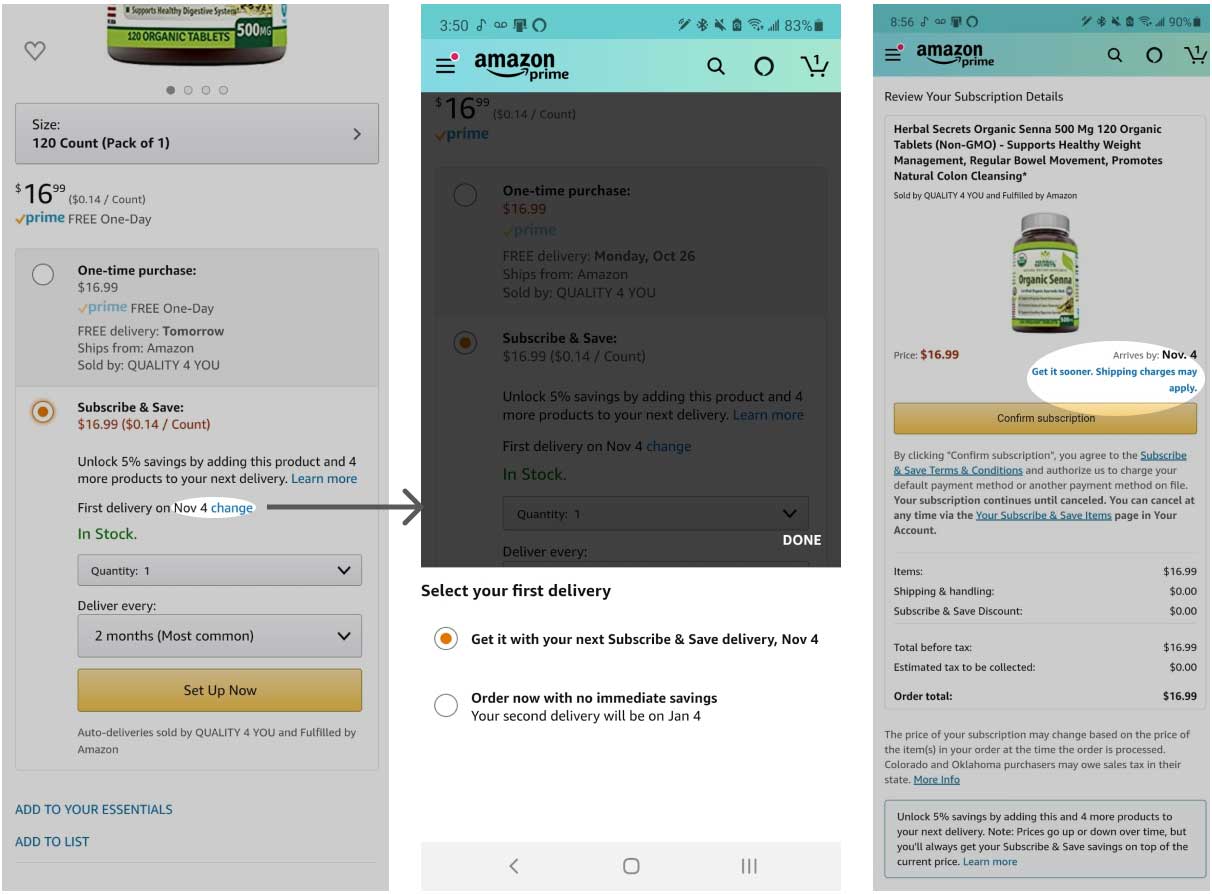 Supports Healthy Digestive System*
120 ORGANIC TABLETS 500MG
Size:
120 Count (Pack of 1)
$16 99 ($0.14 / Count)
prime FREE One-Day
One-time purchase:
$16.99
prime FREE One-Day
FREE delivery: Tomorrow
Ships from: Amazon
Sold by: QUALITY 4 YOU
Subscribe & Save:
$16.99 ($0.14 / Count)
Unlock 5% savings by adding this product and 4
more products to your next delivery. Learn more
First delivery on Nov 4 change
In Stock.
Quantity: 1
Deliver every:
2 months (Most common)
Set Up Now
Auto-deliveries sold by QUALITY 4 YOU and Fulfilled by
Amazon
ADD TO YOUR ESSENTIALS
ADD TO LIST
3:50 83%
amazon prime 1
$16 99 ($0.14 / Count)
prime
One-time purchase:
$16.99
prime
FREE delivery: Monday, Oct 26
Ships from: Amazon
Sold by: QUALITY 4 YOU
Subscribe & Save:
$16.99 ($0.14 / Count)
Unlock 5% savings by adding this product and 4
more products to your next delivery. Learn more
First delivery on Nov 4 change
In Stock.
Quantity: 1
DONE
Deliver every:
Select your first delivery
Get it with your next Subscribe & Save delivery, Nov 4
Order now with no immediate savings
Your second delivery will be on Jan 4
8:56 90%
amazon prime 1
Review Your Subscription Details
Herbal Secrets Organic Senna 500 Mg 120 Organic
Tablets (Non-GMO) - Supports Healthy Weight
Management, Regular Bowel Movement, Promotes
Natural Colon Cleansing*
Sold by QUALITY 4 YOU and Fulfilled by Amazon
HERBAL SECRETS
Organic Senna
500MG
Price: $16.99
Arrives by: Nov. 4
Get it sooner. Shipping charges may
apply.
Confirm subscription
By clicking "Confirm subscription", you agree to the Subscribe
& Save Terms & Conditions and authorize us to charge your
default payment method or another payment method on file.
Your subscription continues until canceled. You can cancel at
any time via the Your Subscribe & Save Items page in Your
Account.
Items: $16.99
Shipping & handling: $0.00
Subscribe & Save Discount: $0.00
Total before tax: $16.99
Estimated tax to be collected: $0.00
Order total: $16.99
The price of your subscription may change based on the price of
the item(s) in your order at the time the order is processed.
Colorado and Oklahoma purchasers may owe sales tax in their
state. More Info
Unlock 5% savings by adding this and 4 more products to
your next delivery. Note: Prices go up or down over time, but
you'll always get your Subscribe & Save savings on top of the
current price. Learn more